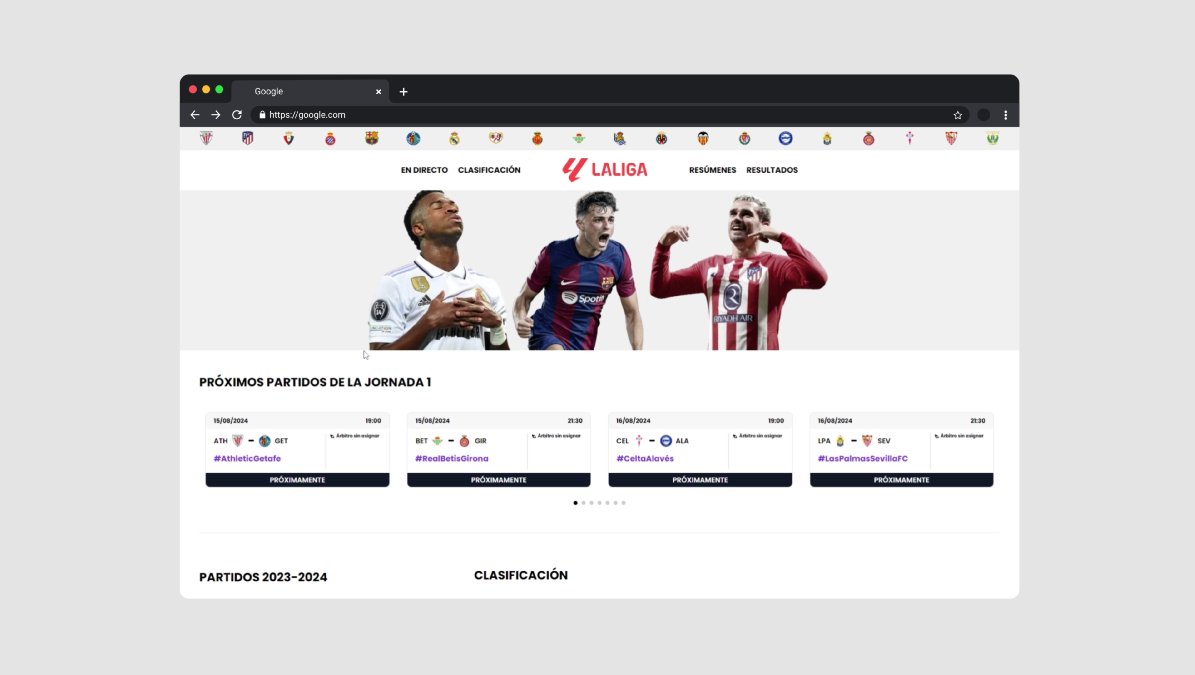 Google
https://google.com
EN DIRECTO CLASIFICACIÓN LALIGA RESÚMENES RESULTADOS
Spotify
RIYADH AIR
PRÓXIMOS PARTIDOS DE LA JORNADA 1
15/08/2024 19:00
ATH - GET
Árbitro sin asignar
#AthleticGetafe
PRÓXIMAMENTE
15/08/2024 21:30
BET - GIR
Árbitro sin asignar
#RealBetisGirona
PRÓXIMAMENTE
16/08/2024 19:00
CEL - ALA
Árbitro sin asignar
#CeltaAlavés
PRÓXIMAMENTE
16/08/2024 21:30
LPA - SEV
Árbitro sin asignar
#LasPalmasSevillaFC
PRÓXIMAMENTE
PARTIDOS 2023-2024
CLASIFICACIÓN